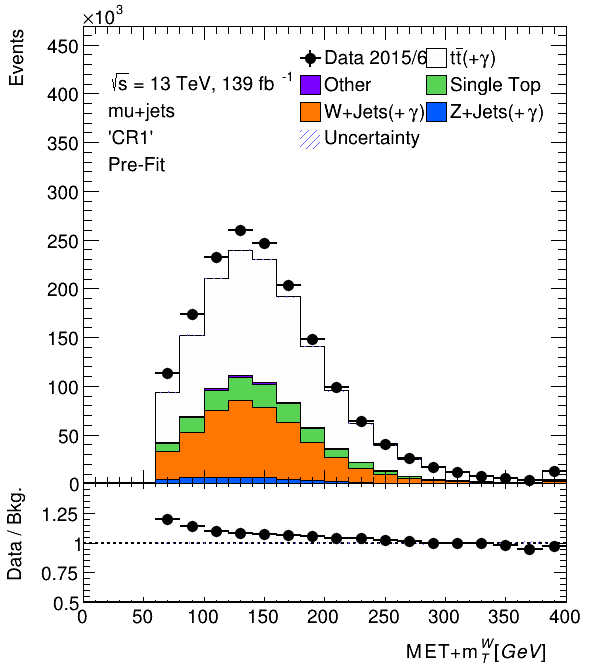 ×10³
Events
450
400
350
300
250
200
150
100
50
0
√s = 13 TeV, 139 fb⁻¹
mu+jets
'CR1'
Pre-Fit
Data 2015/6
tt̄(+γ)
Other
Single Top
W+Jets(+γ)
Z+Jets(+γ)
Uncertainty
Data / Bkg.
1.25
1
0.75
0.5
0 50 100 150 200 250 300 350 400
MET+m_T^W[GeV]